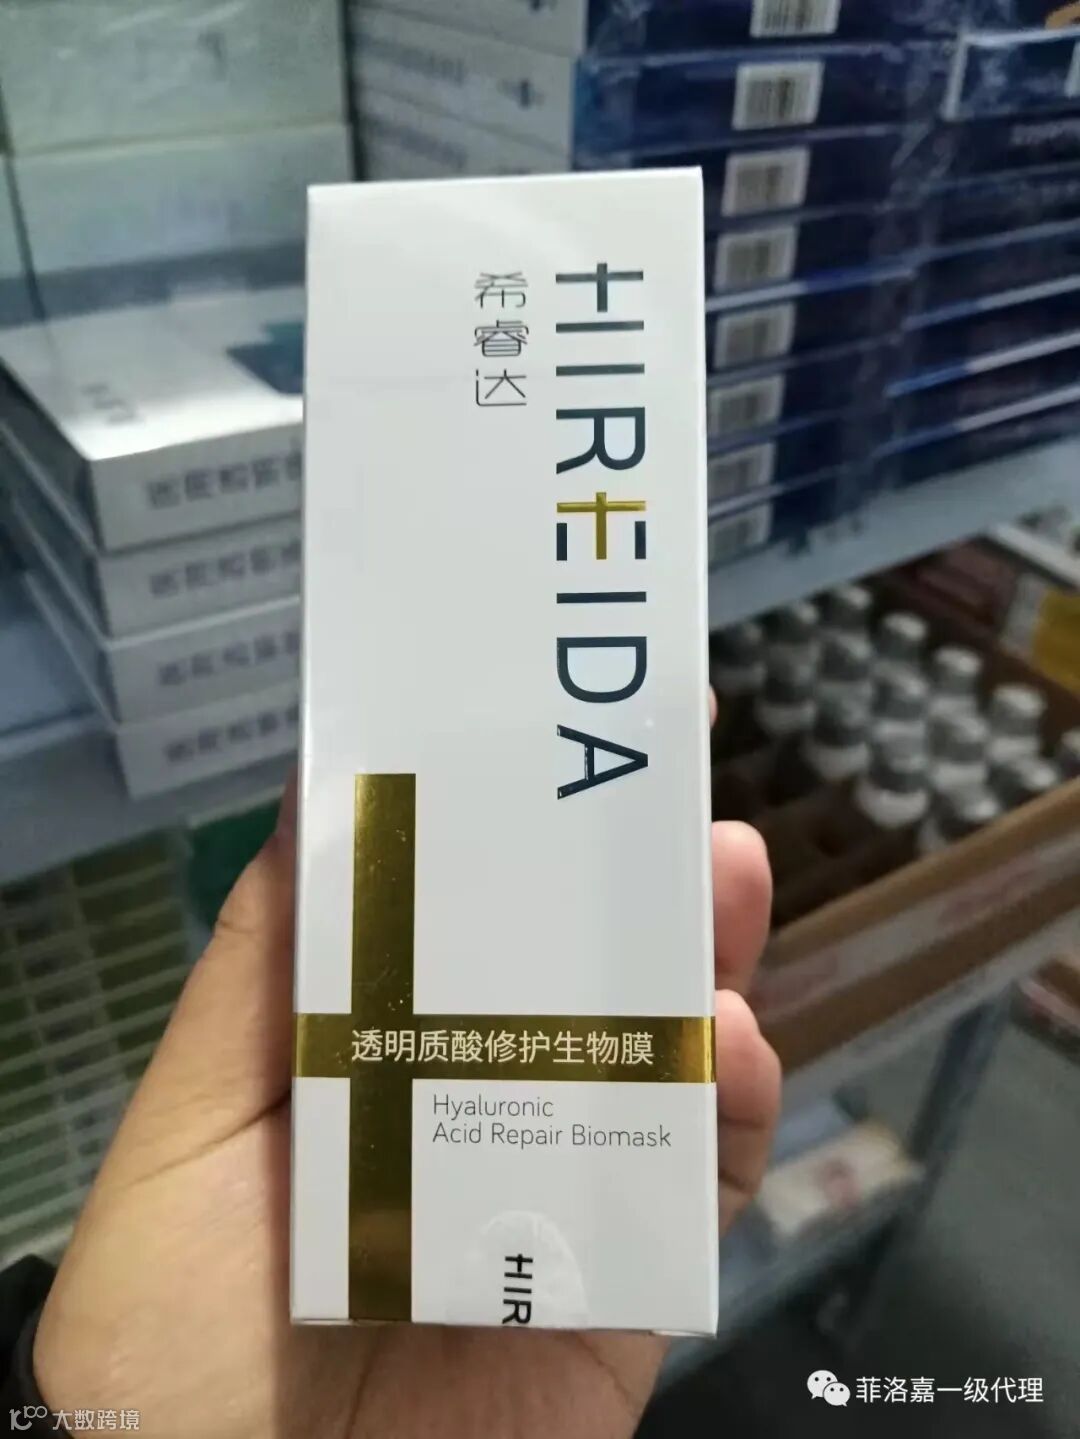 HIREIDA
希睿达
透明质酸修护生物膜
Hyaluronic
Acid Repair Biomask
HIR
菲洛嘉一级代理
大数跨境